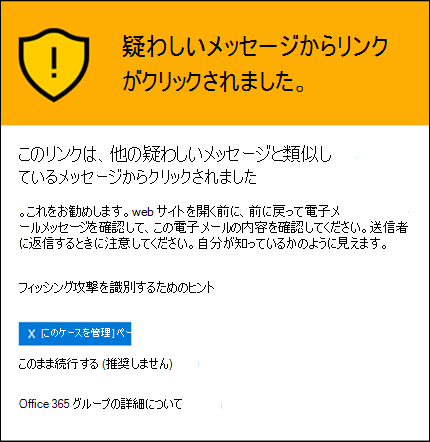 疑わしいメッセージからリンク
がクリックされました。
このリンクは、他の疑わしいメッセージと類似し
ているメッセージからクリックされました
。これをお勧めします。web サイトを開く前に、前に戻って電子メ
ールメッセージを確認して、この電子メールの内容を確認してください。送信者
に返信するときに注意してください。自分が知っているかのように見えます。
フィッシング攻撃を識別するためのヒント
X [このケースを管理] ペー
このまま続行する (推奨しません)
Office 365 グループの詳細について